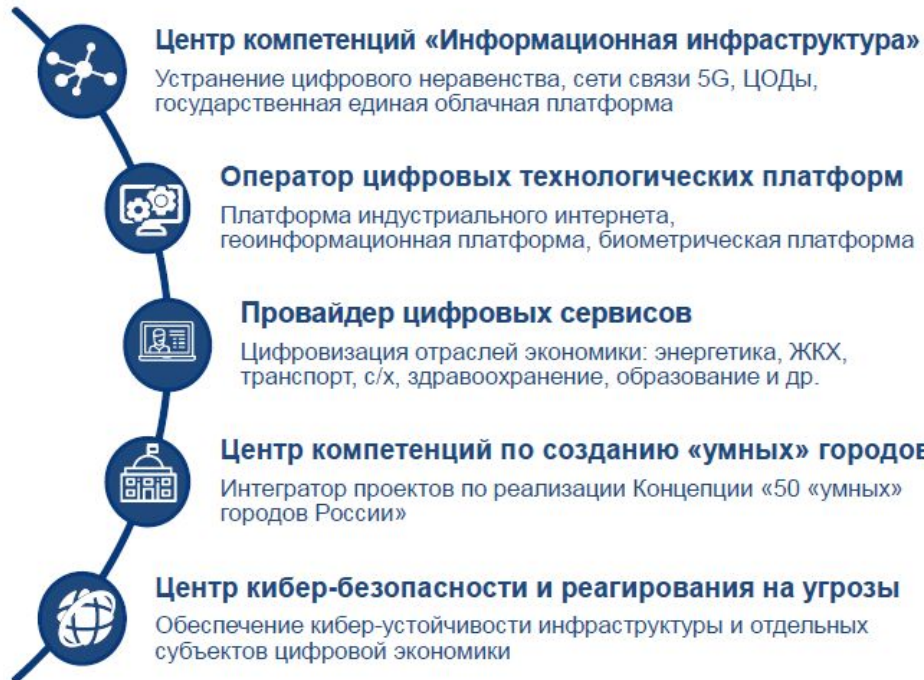 Центр компетенций «Информационная инфраструктура»
Устранение цифрового неравенства, сети связи 5G, ЦОДы,
государственная единая облачная платформа
Оператор цифровых технологических платформ
Платформа индустриального интернета,
геоинформационная платформа, биометрическая платформа
Провайдер цифровых сервисов
Цифровизация отраслей экономики: энергетика, ЖКХ,
транспорт, с/х, здравоохранение, образование и др.
Центр компетенций по созданию «умных» городов
Интегратор проектов по реализации Концепции «50 «умных»
городов России»
Центр кибер-безопасности и реагирования на угрозы
Обеспечение кибер-устойчивости инфраструктуры и отдельных
субъектов цифровой экономики